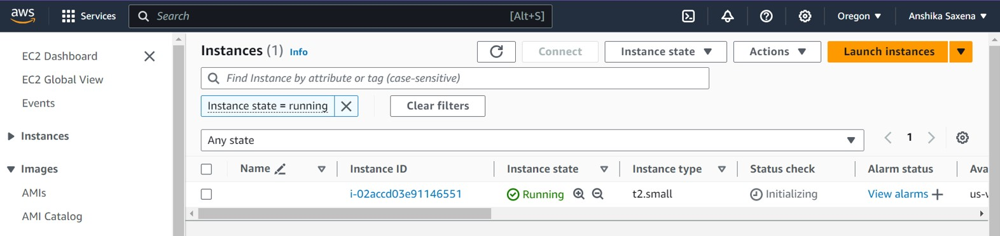 aws Services Search [Alt+S] Oregon Anshika Saxena
EC2 Dashboard
EC2 Global View
Events
Instances
Images
AMIs
AMI Catalog
Instances (1) Info Connect Instance state Actions Launch instances
Find Instance by attribute or tag (case-sensitive)
Instance state = running Clear filters
Any state 1
Name Instance ID Instance state Instance type Status check Alarm status Ava
i-02accd03e91146551 Running t2.small Initializing View alarms us-